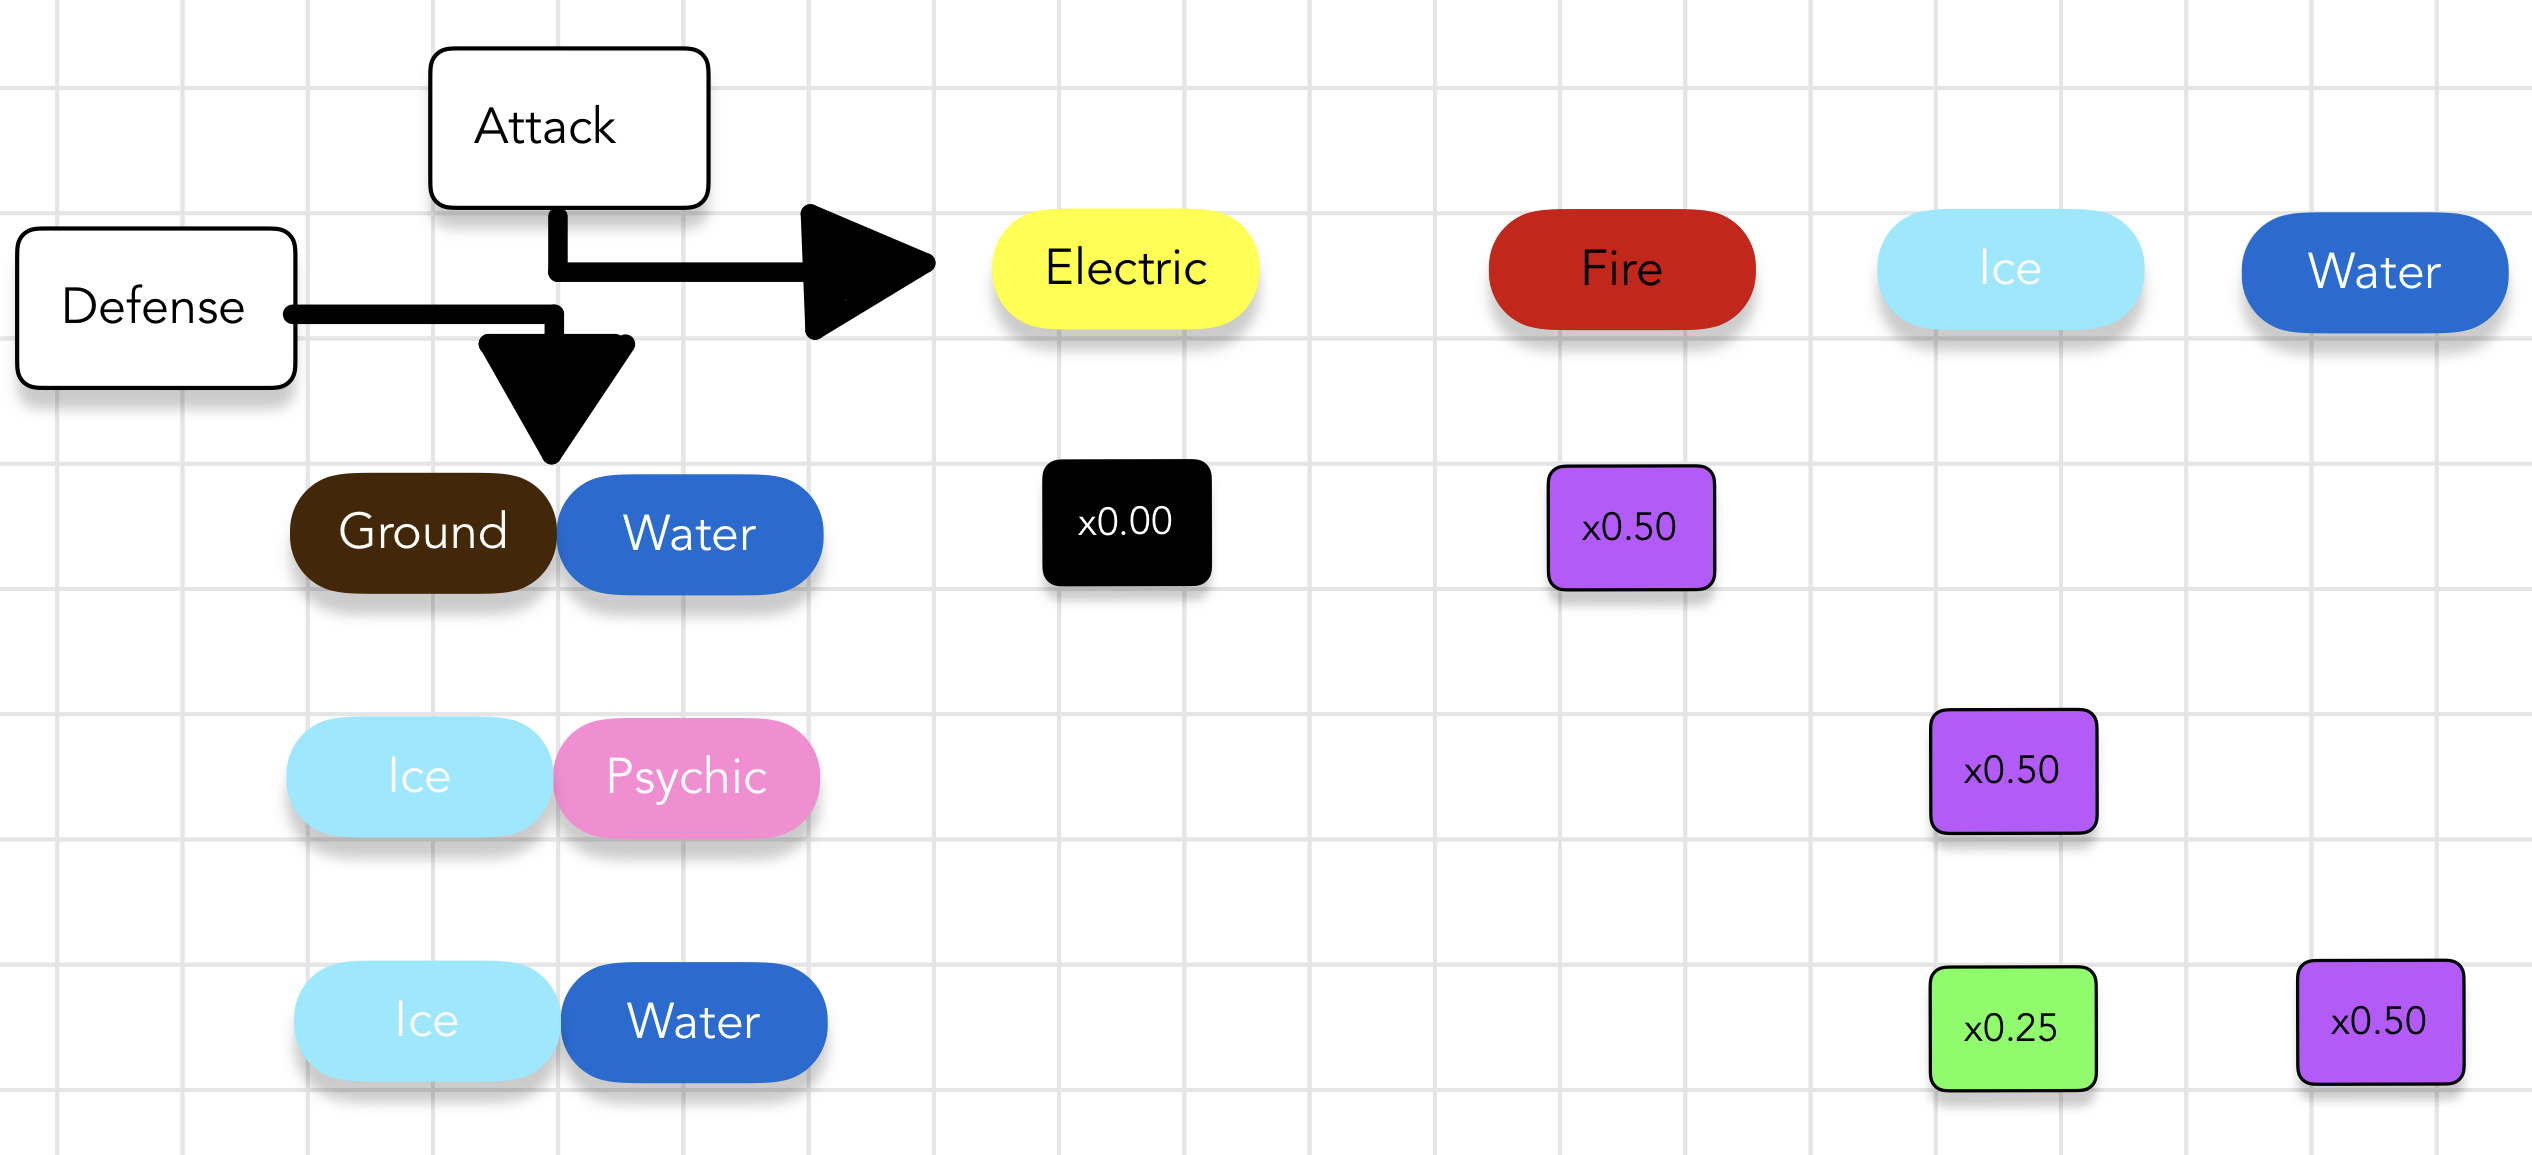 Attack
Defense
Electric Fire Ice Water
Ground Water x0.00 x0.50
Ice Psychic x0.50
Ice Water x0.25 x0.50